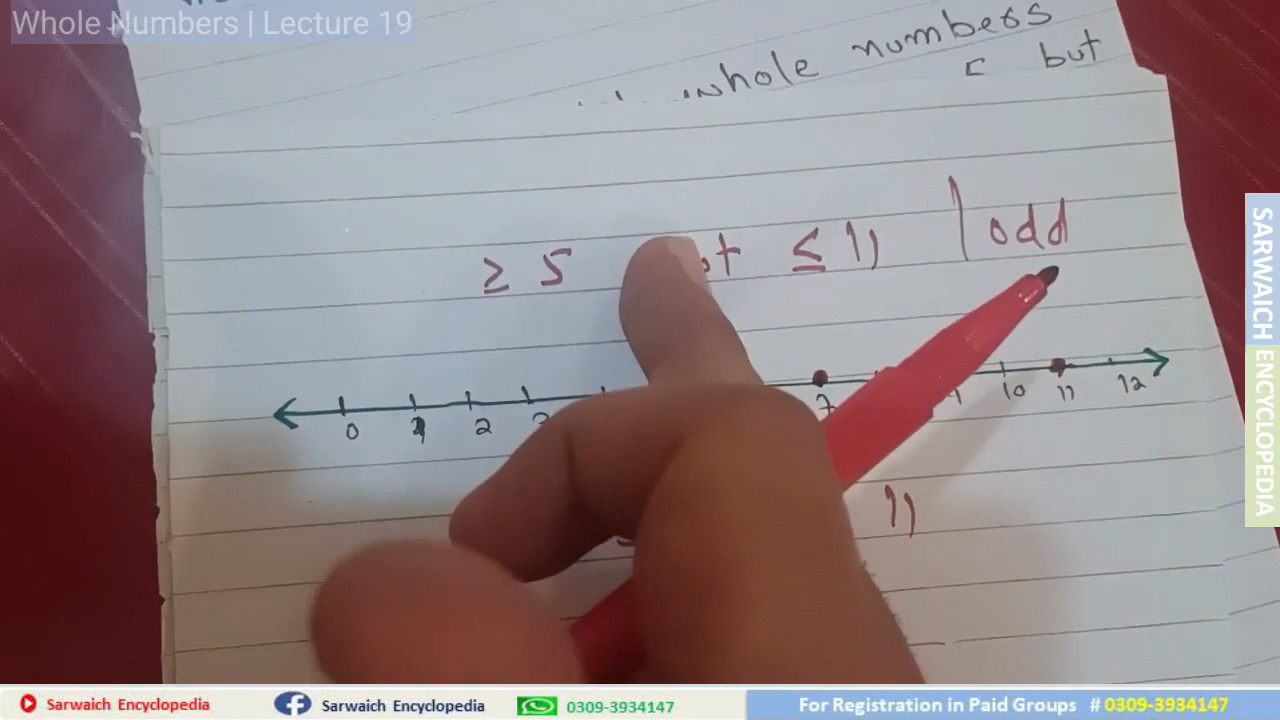 Whole Numbers | Lecture 19
whole numbers
but
≥ 5 ≤ 11 | odd
0 1 2 7 10 11 12
11
SARWAICH ENCYCLOPEDIA
Sarwaich Encyclopedia
Sarwaich Encyclopedia
0309-3934147
For Registration in Paid Groups # 0309-3934147